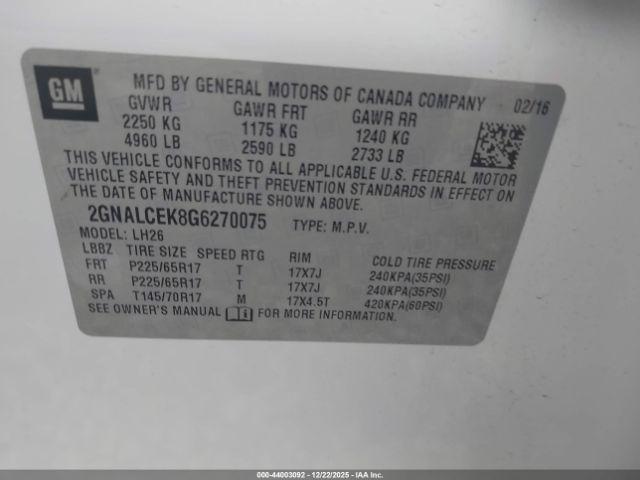 GM
MFD BY GENERAL MOTORS OF CANADA COMPANY 02/16
GVWR GAWR FRT GAWR RR
2250 KG 1175 KG 1240 KG
4960 LB 2590 LB 2733 LB
THIS VEHICLE CONFORMS TO ALL APPLICABLE U.S. FEDERAL MOTOR
VEHICLE SAFETY AND THEFT PREVENTION STANDARDS IN EFFECT ON
THE DATE OF MANUFACTURE SHOWN ABOVE.
2GNALCEK8G6270075 TYPE: M.P.V.
MODEL: LH26
LBBZ TIRE SIZE SPEED RTG RIM COLD TIRE PRESSURE
FRT P225/65R17 T 17X7J 240KPA(35PSI)
RR P225/65R17 T 17X7J 240KPA(35PSI)
SPA T145/70R17 M 17X4.5T 420KPA(60PSI)
SEE OWNER'S MANUAL FOR MORE INFORMATION.
000-44003092 - 12/22/2025 - IAA Inc.